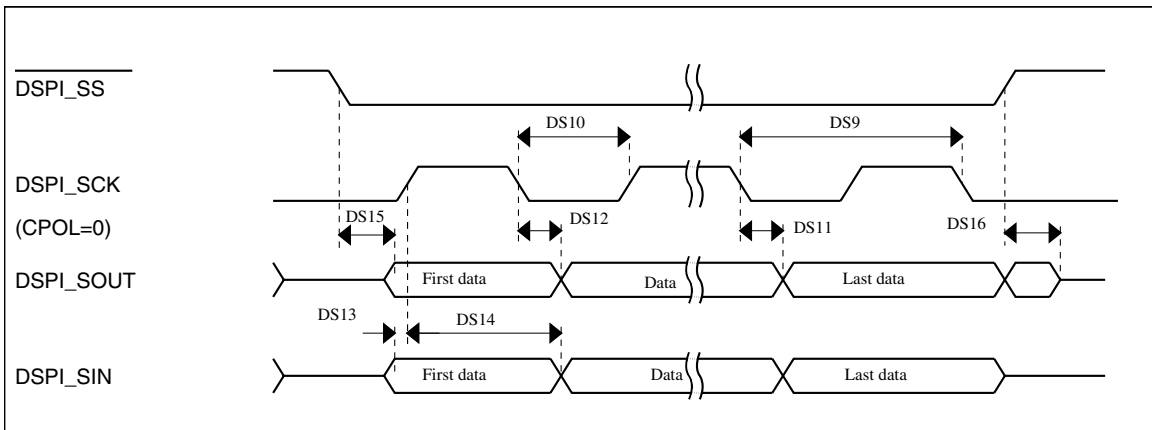 DSPI_SS
DS10
DS9
DSPI_SCK
(CPOL=0)
DS15
DS12
DS11
DS16
DSPI_SOUT
First data
Data
Last data
DS13
DS14
DSPI_SIN
First data
Data
Last data